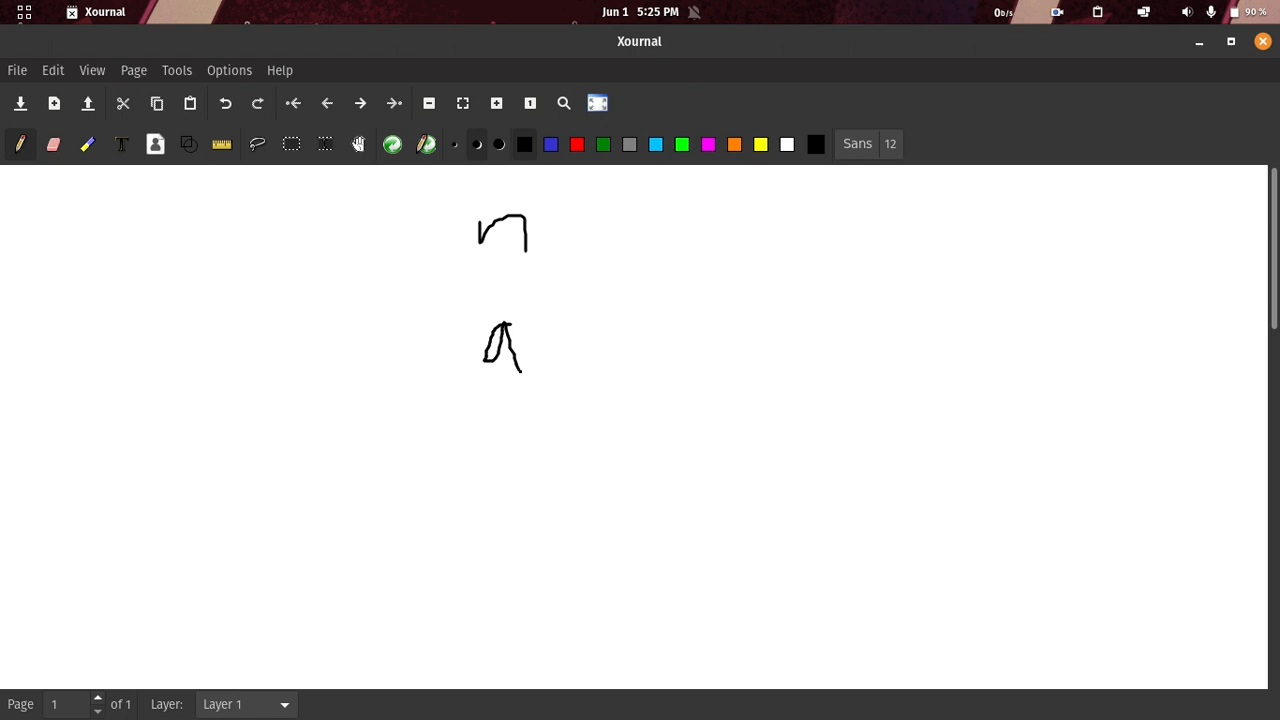 Xournal Jun 1 5:25 PM 0b/s 90 %
Xournal
File Edit View Page Tools Options Help
1
T Sans 12
n
a
Page 1 of 1 Layer: Layer 1